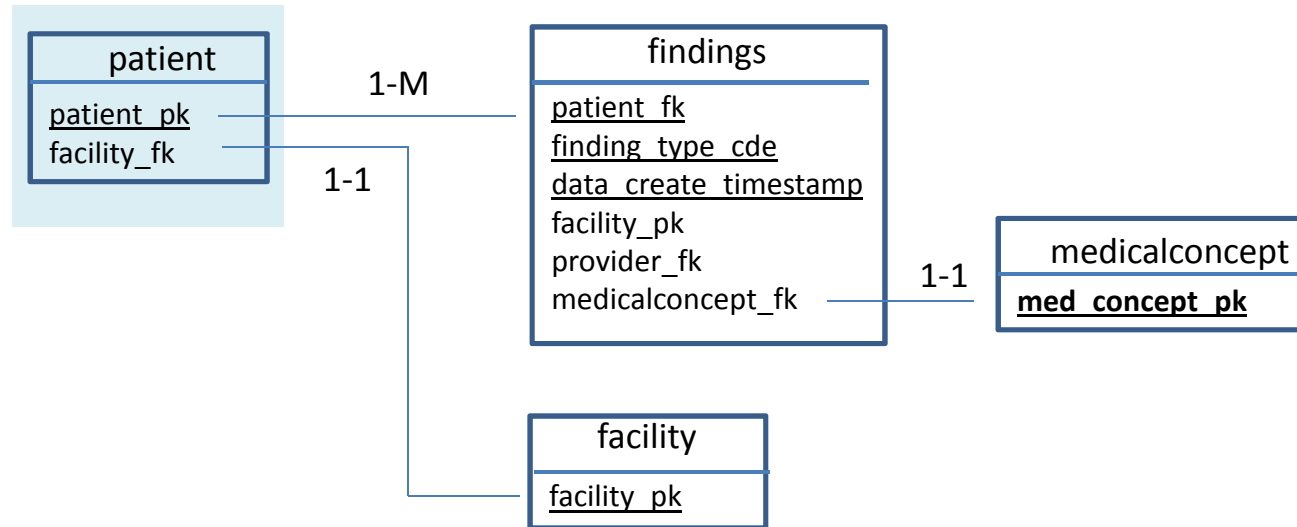 patient
patient_pk
facility_fk
1-M
1-1
findings
patient_fk
finding_type_cde
data_create_timestamp
facility_pk
provider_fk
medicalconcept_fk
1-1
medicalconcept
med_concept_pk
facility
facility_pk